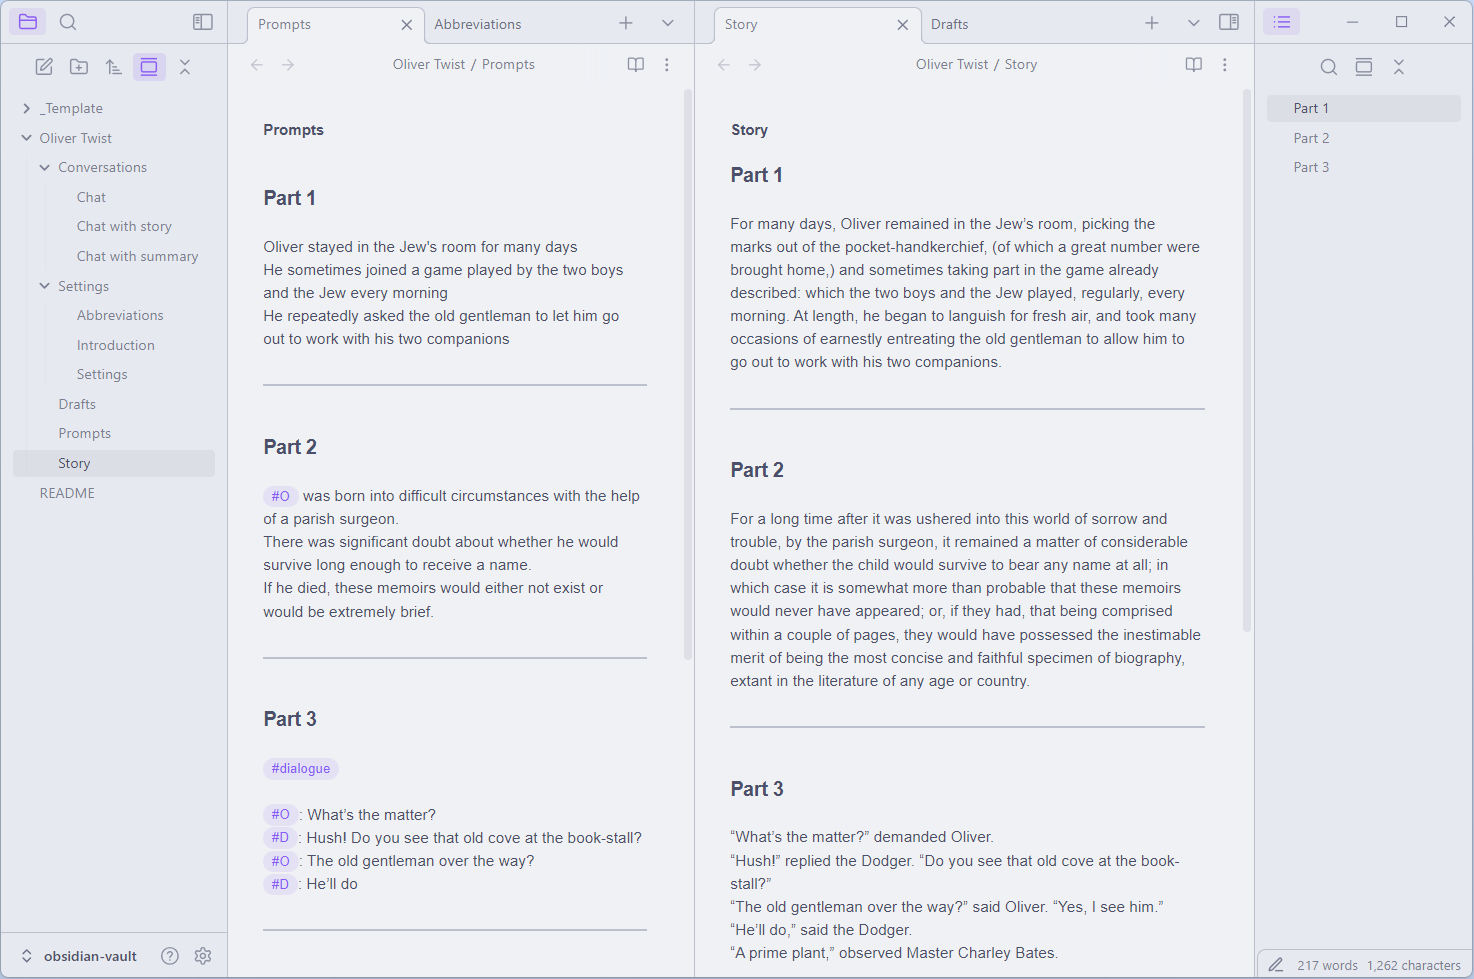 Prompts
Abbreviations
Story
Drafts
Oliver Twist / Prompts
Oliver Twist / Story
_Template
Oliver Twist
Conversations
Chat
Chat with story
Chat with summary
Settings
Abbreviations
Introduction
Settings
Drafts
Prompts
Story
README
obsidian-vault
Prompts
Part 1
Oliver stayed in the Jew's room for many days
He sometimes joined a game played by the two boys
and the Jew every morning
He repeatedly asked the old gentleman to let him go
out to work with his two companions
Part 2
#O was born into difficult circumstances with the help
of a parish surgeon.
There was significant doubt about whether he would
survive long enough to receive a name.
If he died, these memoirs would either not exist or
would be extremely brief.
Part 3
#dialogue
#O : What’s the matter?
#D : Hush! Do you see that old cove at the book-stall?
#O : The old gentleman over the way?
#D : He’ll do
Story
Part 1
For many days, Oliver remained in the Jew’s room, picking the
marks out of the pocket-handkerchief, (of which a great number were
brought home,) and sometimes taking part in the game already
described: which the two boys and the Jew played, regularly, every
morning. At length, he began to languish for fresh air, and took many
occasions of earnestly entreating the old gentleman to allow him to
go out to work with his two companions.
Part 2
For a long time after it was ushered into this world of sorrow and
trouble, by the parish surgeon, it remained a matter of considerable
doubt whether the child would survive to bear any name at all; in
which case it is somewhat more than probable that these memoirs
would never have appeared; or, if they had, that being comprised
within a couple of pages, they would have possessed the inestimable
merit of being the most concise and faithful specimen of biography,
extant in the literature of any age or country.
Part 3
“What’s the matter?” demanded Oliver.
“Hush!” replied the Dodger. “Do you see that old cove at the book-
stall?”
“The old gentleman over the way?” said Oliver. “Yes, I see him.”
“He’ll do,” said the Dodger.
“A prime plant,” observed Master Charley Bates.
Part 1
Part 2
Part 3
217 words 1,262 characters